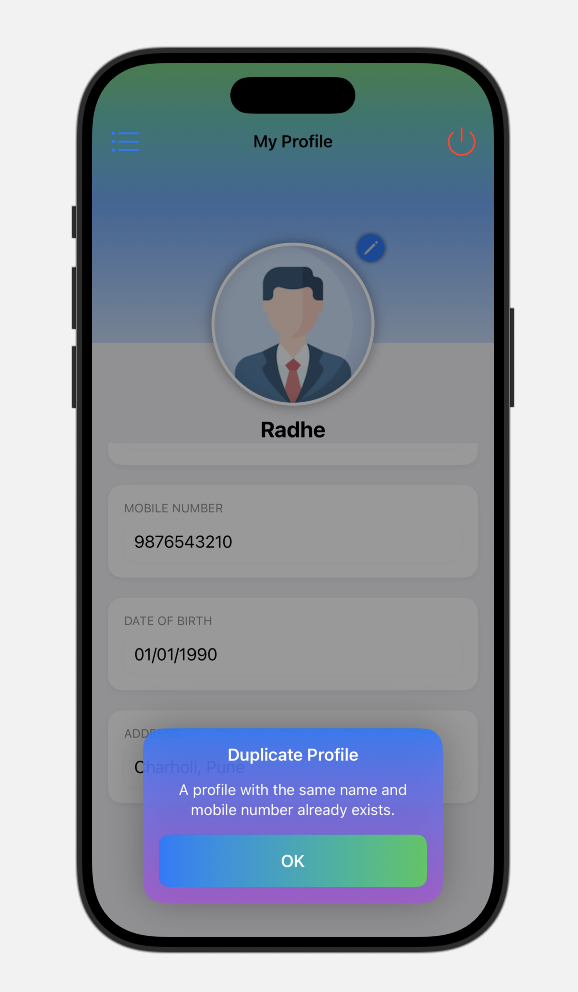 My Profile
Radhe
MOBILE NUMBER
9876543210
DATE OF BIRTH
01/01/1990
ADD
Charholi, Pune
Duplicate Profile
A profile with the same name and
mobile number already exists.
OK